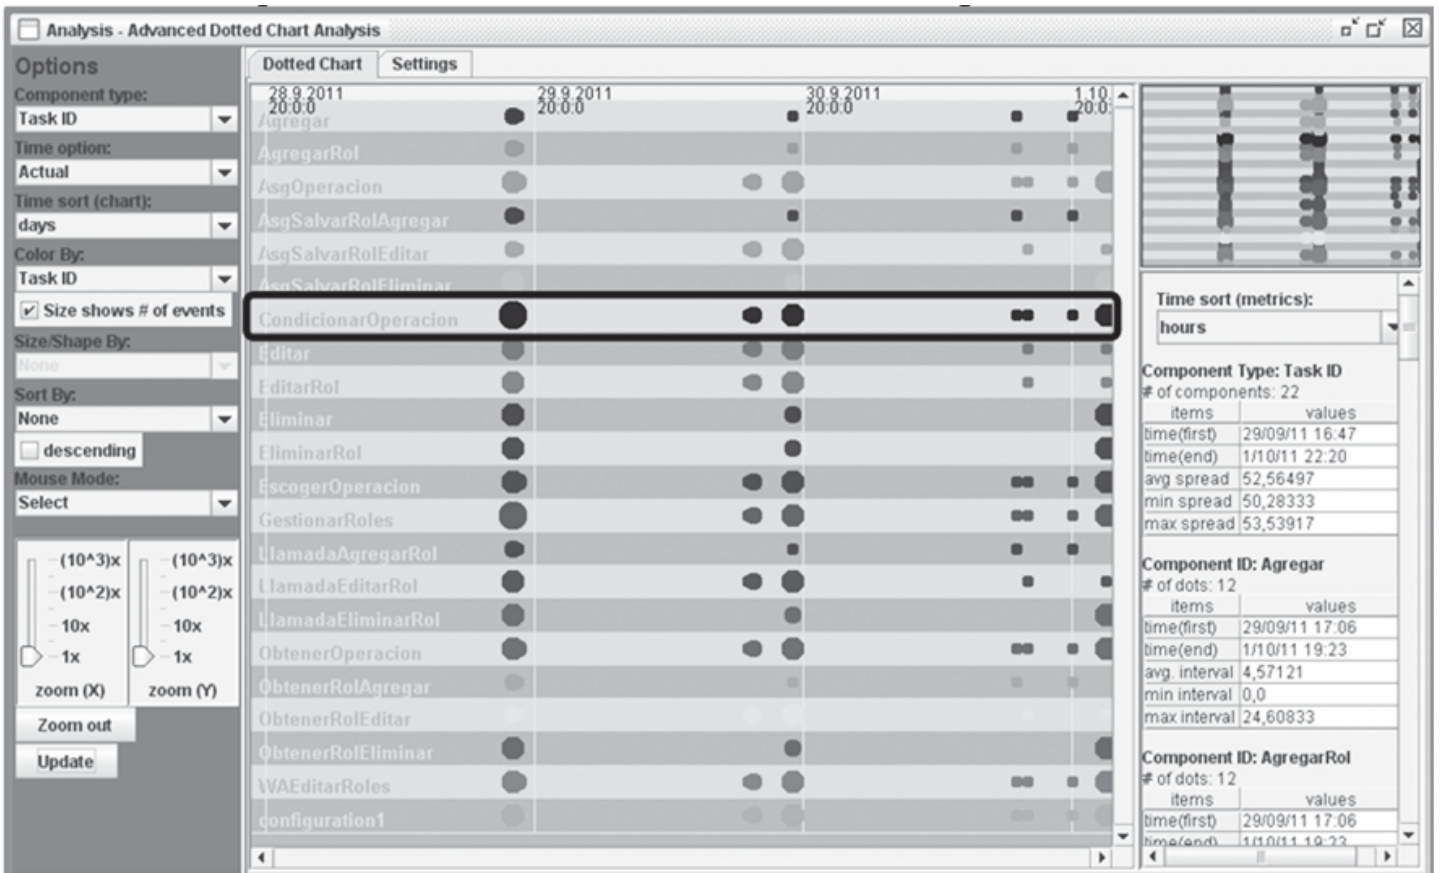 Analysis - Advanced Dotted Chart Analysis
Options
Component type:
Task ID
Time option:
Actual
Time sort (chart):
days
Color By:
Task ID
Size shows # of events
Size/Shape By:
None
Sort By:
None
descending
Mouse Mode:
Select
(10^3)x (10^3)x
(10^2)x (10^2)x
10x 10x
1x 1x
zoom (X) zoom (Y)
Zoom out
Update
Dotted Chart Settings
28.9.2011 29.9.2011 30.9.2011 1.10.
20:0:0 20:0:0 20:0:0 20:0:
Agregar
AgregarRol
AsgOperacion
AsgSalvarRolAgregar
AsgSalvarRolEditar
AsgSalvarRolEliminar
CondicionarOperacion
Editar
EditarRol
Eliminar
EliminarRol
EscogerOperacion
GestionarRoles
LlamadaAgregarRol
LlamadaEditarRol
LlamadaEliminarRol
ObtenerOperacion
ObtenerRolAgregar
ObtenerRolEditar
ObtenerRolEliminar
WAEditarRoles
configuration1
Time sort (metrics):
hours
Component Type: Task ID
# of components: 22
items values
time(first) 29/09/11 16:47
time(end) 1/10/11 22:20
avg spread 52,56497
min spread 50,28333
max spread 53,53917
Component ID: Agregar
# of dots: 12
items values
time(first) 29/09/11 17:06
time(end) 1/10/11 19:23
avg. interval 4,57121
min interval 0,0
max interval 24,60833
Component ID: AgregarRol
# of dots: 12
items values
time(first) 29/09/11 17:06
time(end) 1/10/11 19:23